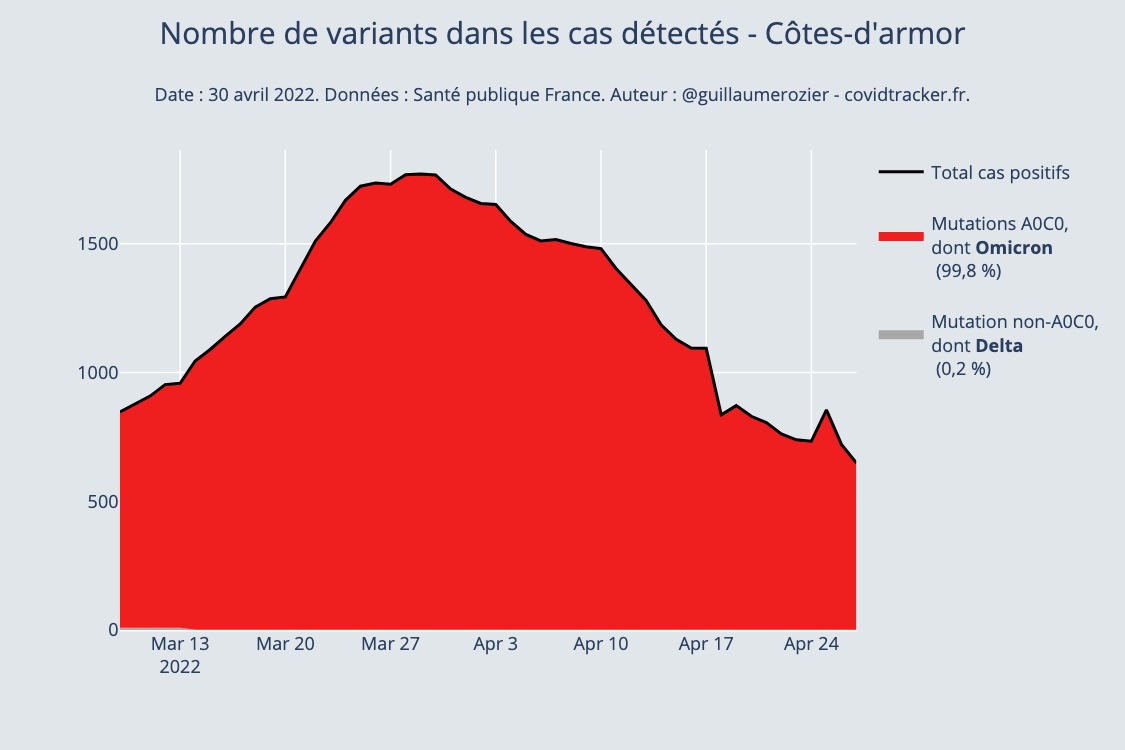 Nombre de variants dans les cas détectés - Côtes-d'armor
Date : 30 avril 2022. Données : Santé publique France. Auteur : @guillaumerozier - covidtracker.fr.
Total cas positifs
Mutations A0C0,
dont Omicron
(99,8 %)
Mutation non-A0C0,
dont Delta
(0,2 %)
1500
1000
500
0
Mar 13
2022
Mar 20
Mar 27
Apr 3
Apr 10
Apr 17
Apr 24